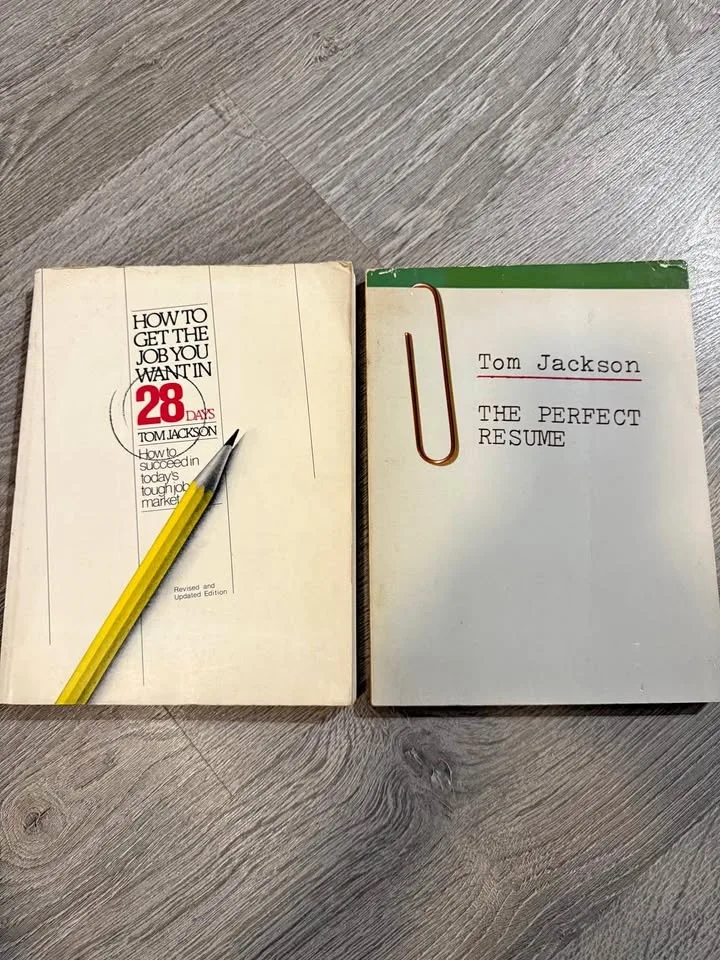 HOW TO
GET THE
JOB YOU
WANT IN
28 DAYS
TOM JACKSON
How to
succeed in
today's
tough job
market
Revised and
Updated Edition
Tom Jackson
THE PERFECT
RESUME